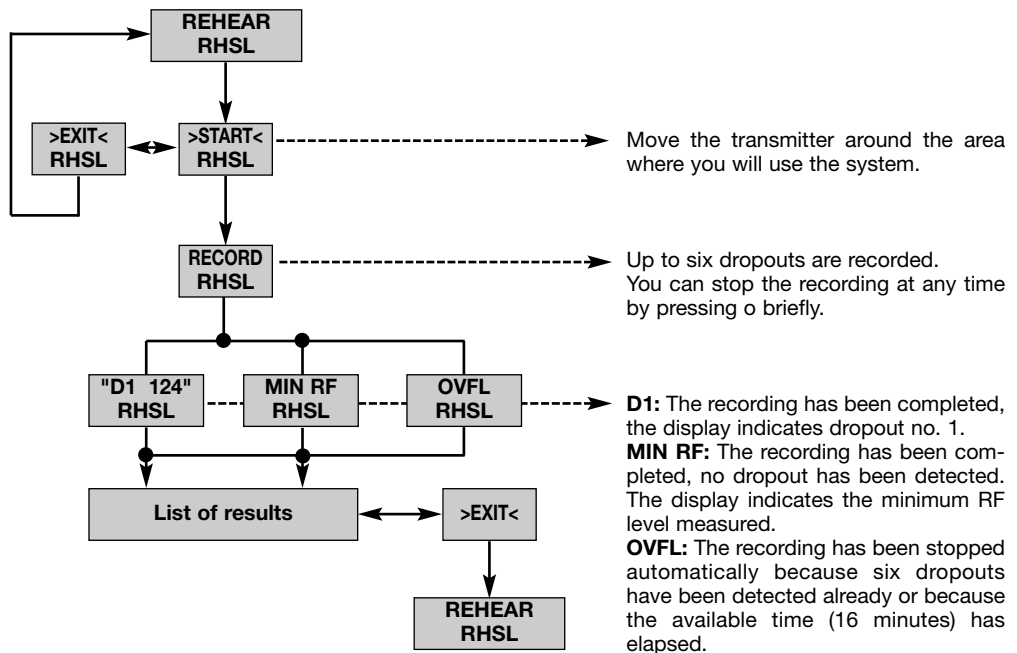 REHEAR
RHSL
>EXIT<
RHSL
>START<
RHSL
Move the transmitter around the area
where you will use the system.
RECORD
RHSL
Up to six dropouts are recorded.
You can stop the recording at any time
by pressing o briefly.
"D1 124"
RHSL
MIN RF
RHSL
OVFL
RHSL
D1: The recording has been completed,
the display indicates dropout no. 1.
MIN RF: The recording has been com-
pleted, no dropout has been detected.
The display indicates the minimum RF
level measured.
OVFL: The recording has been stopped
automatically because six dropouts
have been detected already or because
the available time (16 minutes) has
elapsed.
List of results
>EXIT<
REHEAR
RHSL